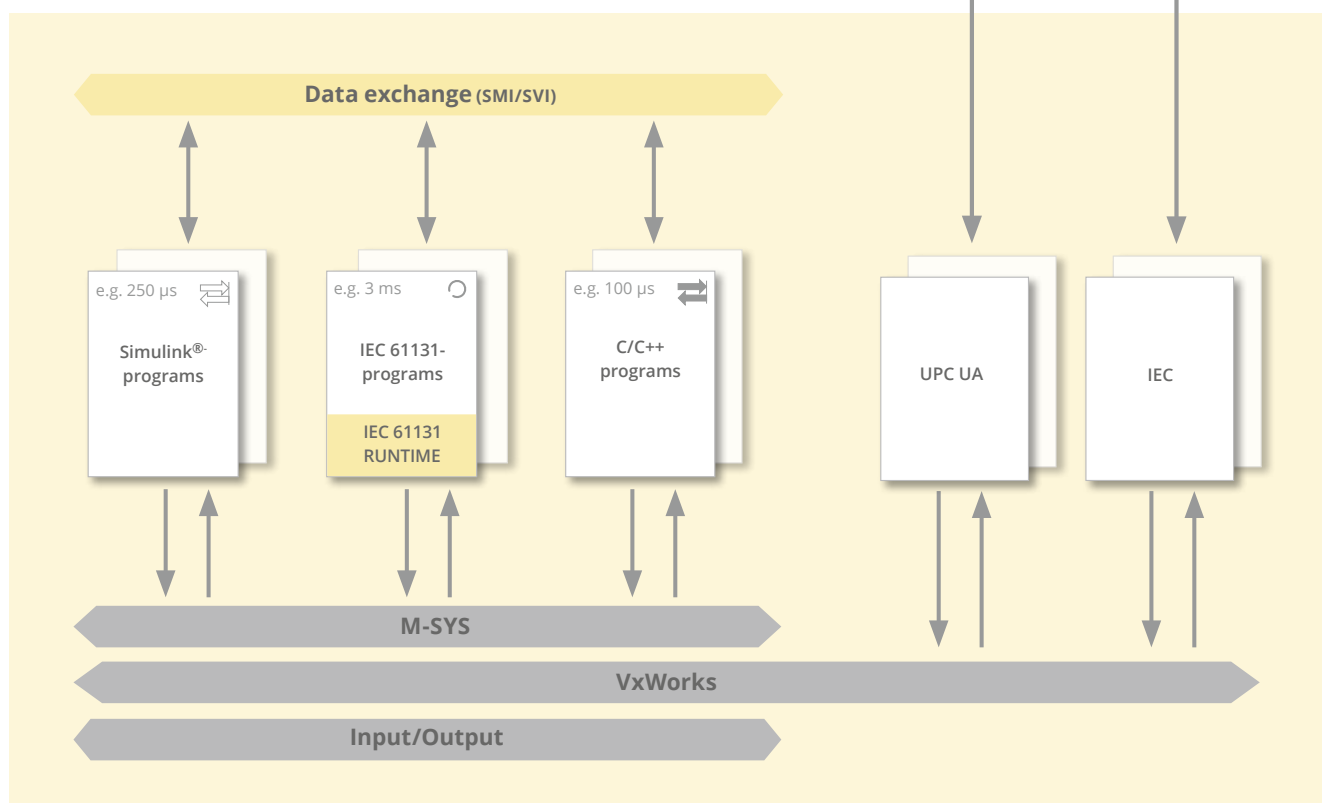 Data exchange (SMI/SVI)
e.g. 250 μs
Simulink®-
programs
e.g. 3 ms
IEC 61131-
programs
IEC 61131
RUNTIME
e.g. 100 μs
C/C++
programs
UPC UA
IEC
M-SYS
VxWorks
Input/Output